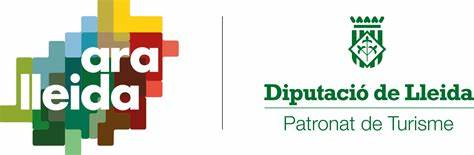 ara
lleida
Diputació de Lleida
Patronat de Turisme